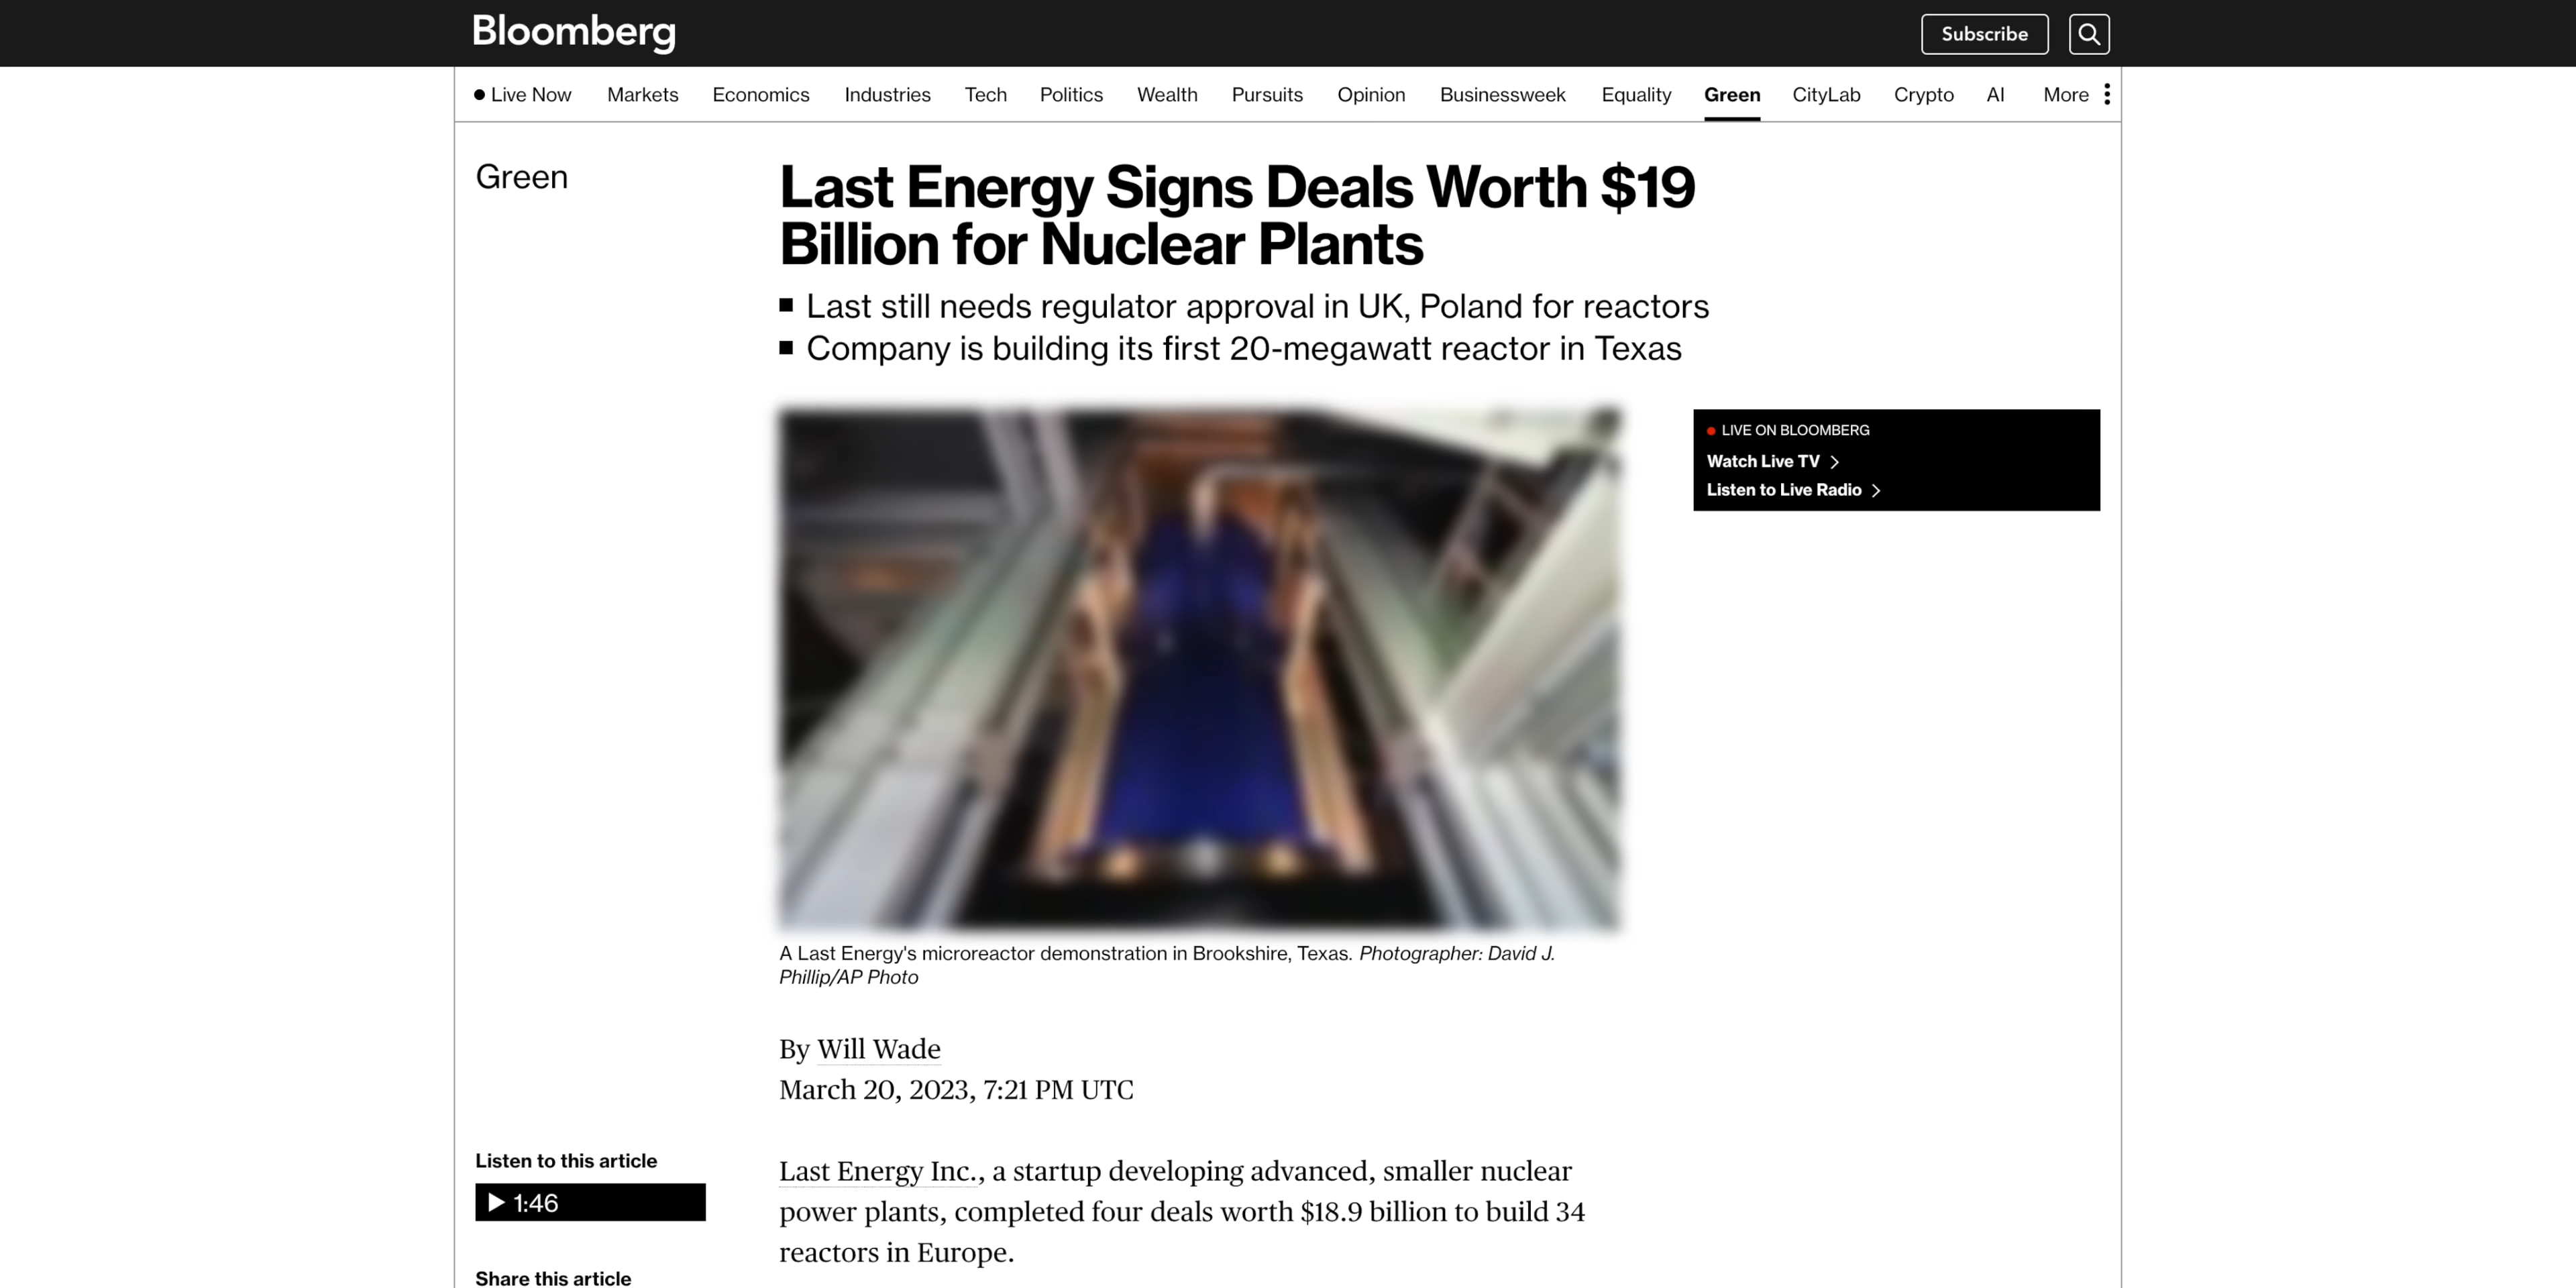 Bloomberg
Subscribe
Live Now Markets Economics Industries Tech Politics Wealth Pursuits Opinion Businessweek Equality Green CityLab Crypto AI More
Green
Last Energy Signs Deals Worth $19
Billion for Nuclear Plants
Last still needs regulator approval in UK, Poland for reactors
Company is building its first 20-megawatt reactor in Texas
LIVE ON BLOOMBERG
Watch Live TV
Listen to Live Radio
A Last Energy's microreactor demonstration in Brookshire, Texas. Photographer: David J.
Phillip/AP Photo
By Will Wade
March 20, 2023, 7:21 PM UTC
Listen to this article
1:46
Share this article
Last Energy Inc., a startup developing advanced, smaller nuclear
power plants, completed four deals worth $18.9 billion to build 34
reactors in Europe.